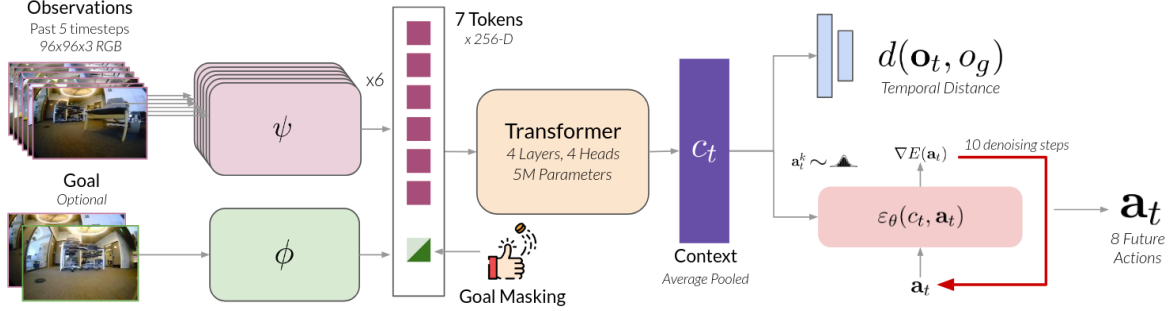 Observations
Past 5 timesteps
96x96x3 RGB
x6
ψ
Goal
Optional
ϕ
7 Tokens
x 256-D
Goal Masking
Transformer
4 Layers, 4 Heads
5M Parameters
c_t
Context
Average Pooled
d(𝐨_t, o_g)
Temporal Distance
𝐚_t^k ~
∇E(𝐚_t)
10 denoising steps
ε_θ(c_t, 𝐚_t)
𝐚_t
𝐚_t
8 Future
Actions